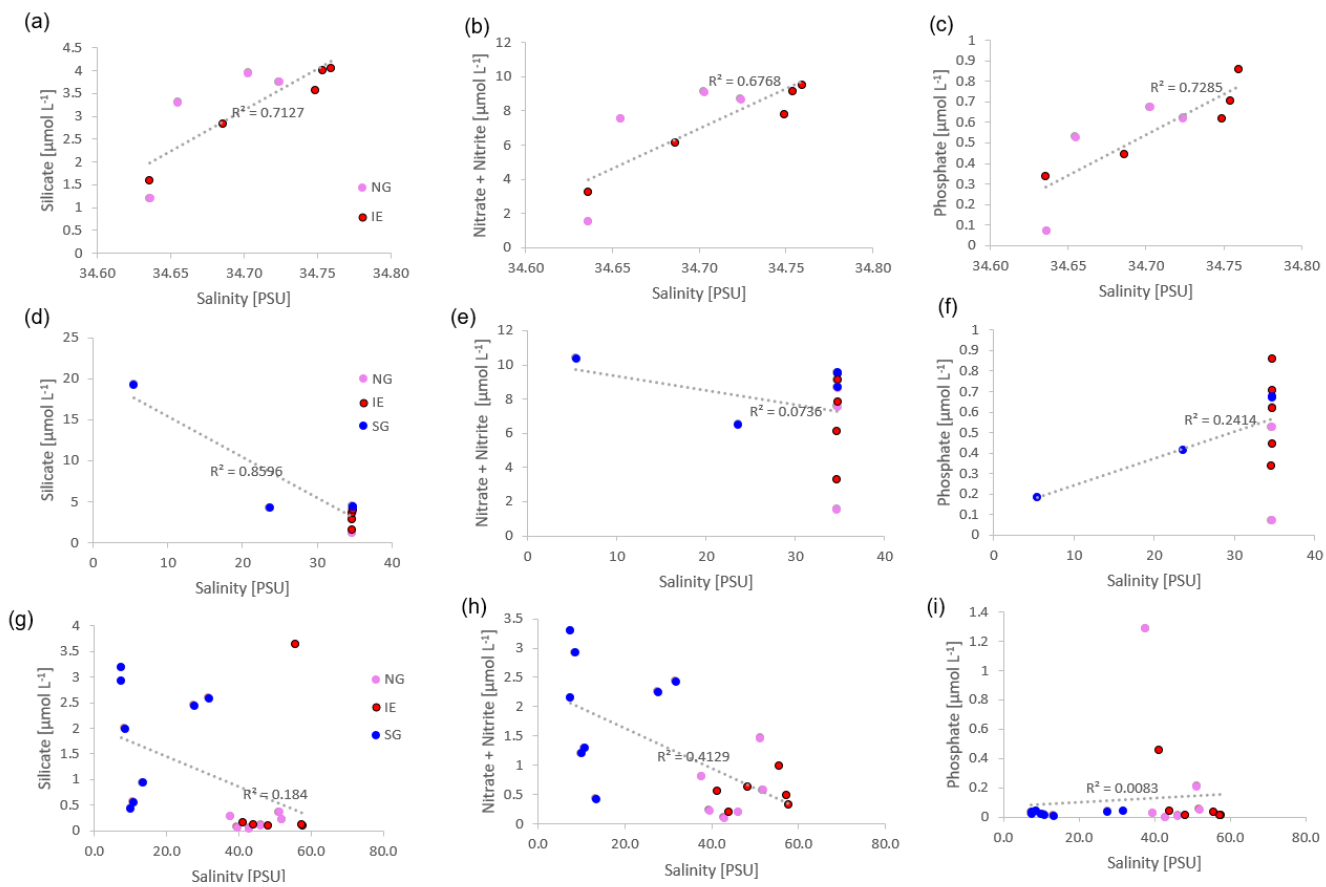 (a)
Silicate [µmol L⁻¹]
4.5
4
3.5
3
2.5
2
1.5
1
0.5
0
R² = 0.7127
NG
IE
34.60
34.65
34.70
34.75
34.80
Salinity [PSU]
(b)
Nitrate + Nitrite [µmol L⁻¹]
12
10
8
6
4
2
0
R² = 0.6768
34.60
34.65
34.70
34.75
34.80
Salinity [PSU]
(c)
Phosphate [µmol L⁻¹]
1
0.9
0.8
0.7
0.6
0.5
0.4
0.3
0.2
0.1
0
R² = 0.7285
34.60
34.65
34.70
34.75
34.80
Salinity [PSU]
(d)
Silicate [µmol L⁻¹]
25
20
15
10
5
0
R² = 0.8596
NG
IE
SG
0
10
20
30
40
Salinity [PSU]
(e)
Nitrate + Nitrite [µmol L⁻¹]
12
10
8
6
4
2
0
R² = 0.0736
0
10
20
30
40
Salinity [PSU]
(f)
Phosphate [µmol L⁻¹]
1
0.9
0.8
0.7
0.6
0.5
0.4
0.3
0.2
0.1
0
R² = 0.2414
0
10
20
30
40
Salinity [PSU]
(g)
Silicate [µmol L⁻¹]
4
3.5
3
2.5
2
1.5
1
0.5
0
R² = 0.184
NG
IE
SG
0.0
20.0
40.0
60.0
80.0
Salinity [PSU]
(h)
Nitrate + Nitrite [µmol L⁻¹]
3.5
3
2.5
2
1.5
1
0.5
0
R² = 0.4129
0.0
20.0
40.0
60.0
80.0
Salinity [PSU]
(i)
Phosphate [µmol L⁻¹]
1.4
1.2
1
0.8
0.6
0.4
0.2
0
R² = 0.0083
0.0
20.0
40.0
60.0
80.0
Salinity [PSU]